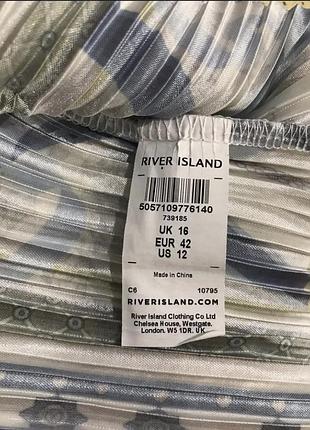 RIVER ISLAND
5057109776140
739185
UK 16
EUR 42
US 12
Made in China
C6 10795
RIVERISLAND.COM
River Island Clothing Co Ltd
Chelsea House, Westgate.
London. W5 1DR. UK